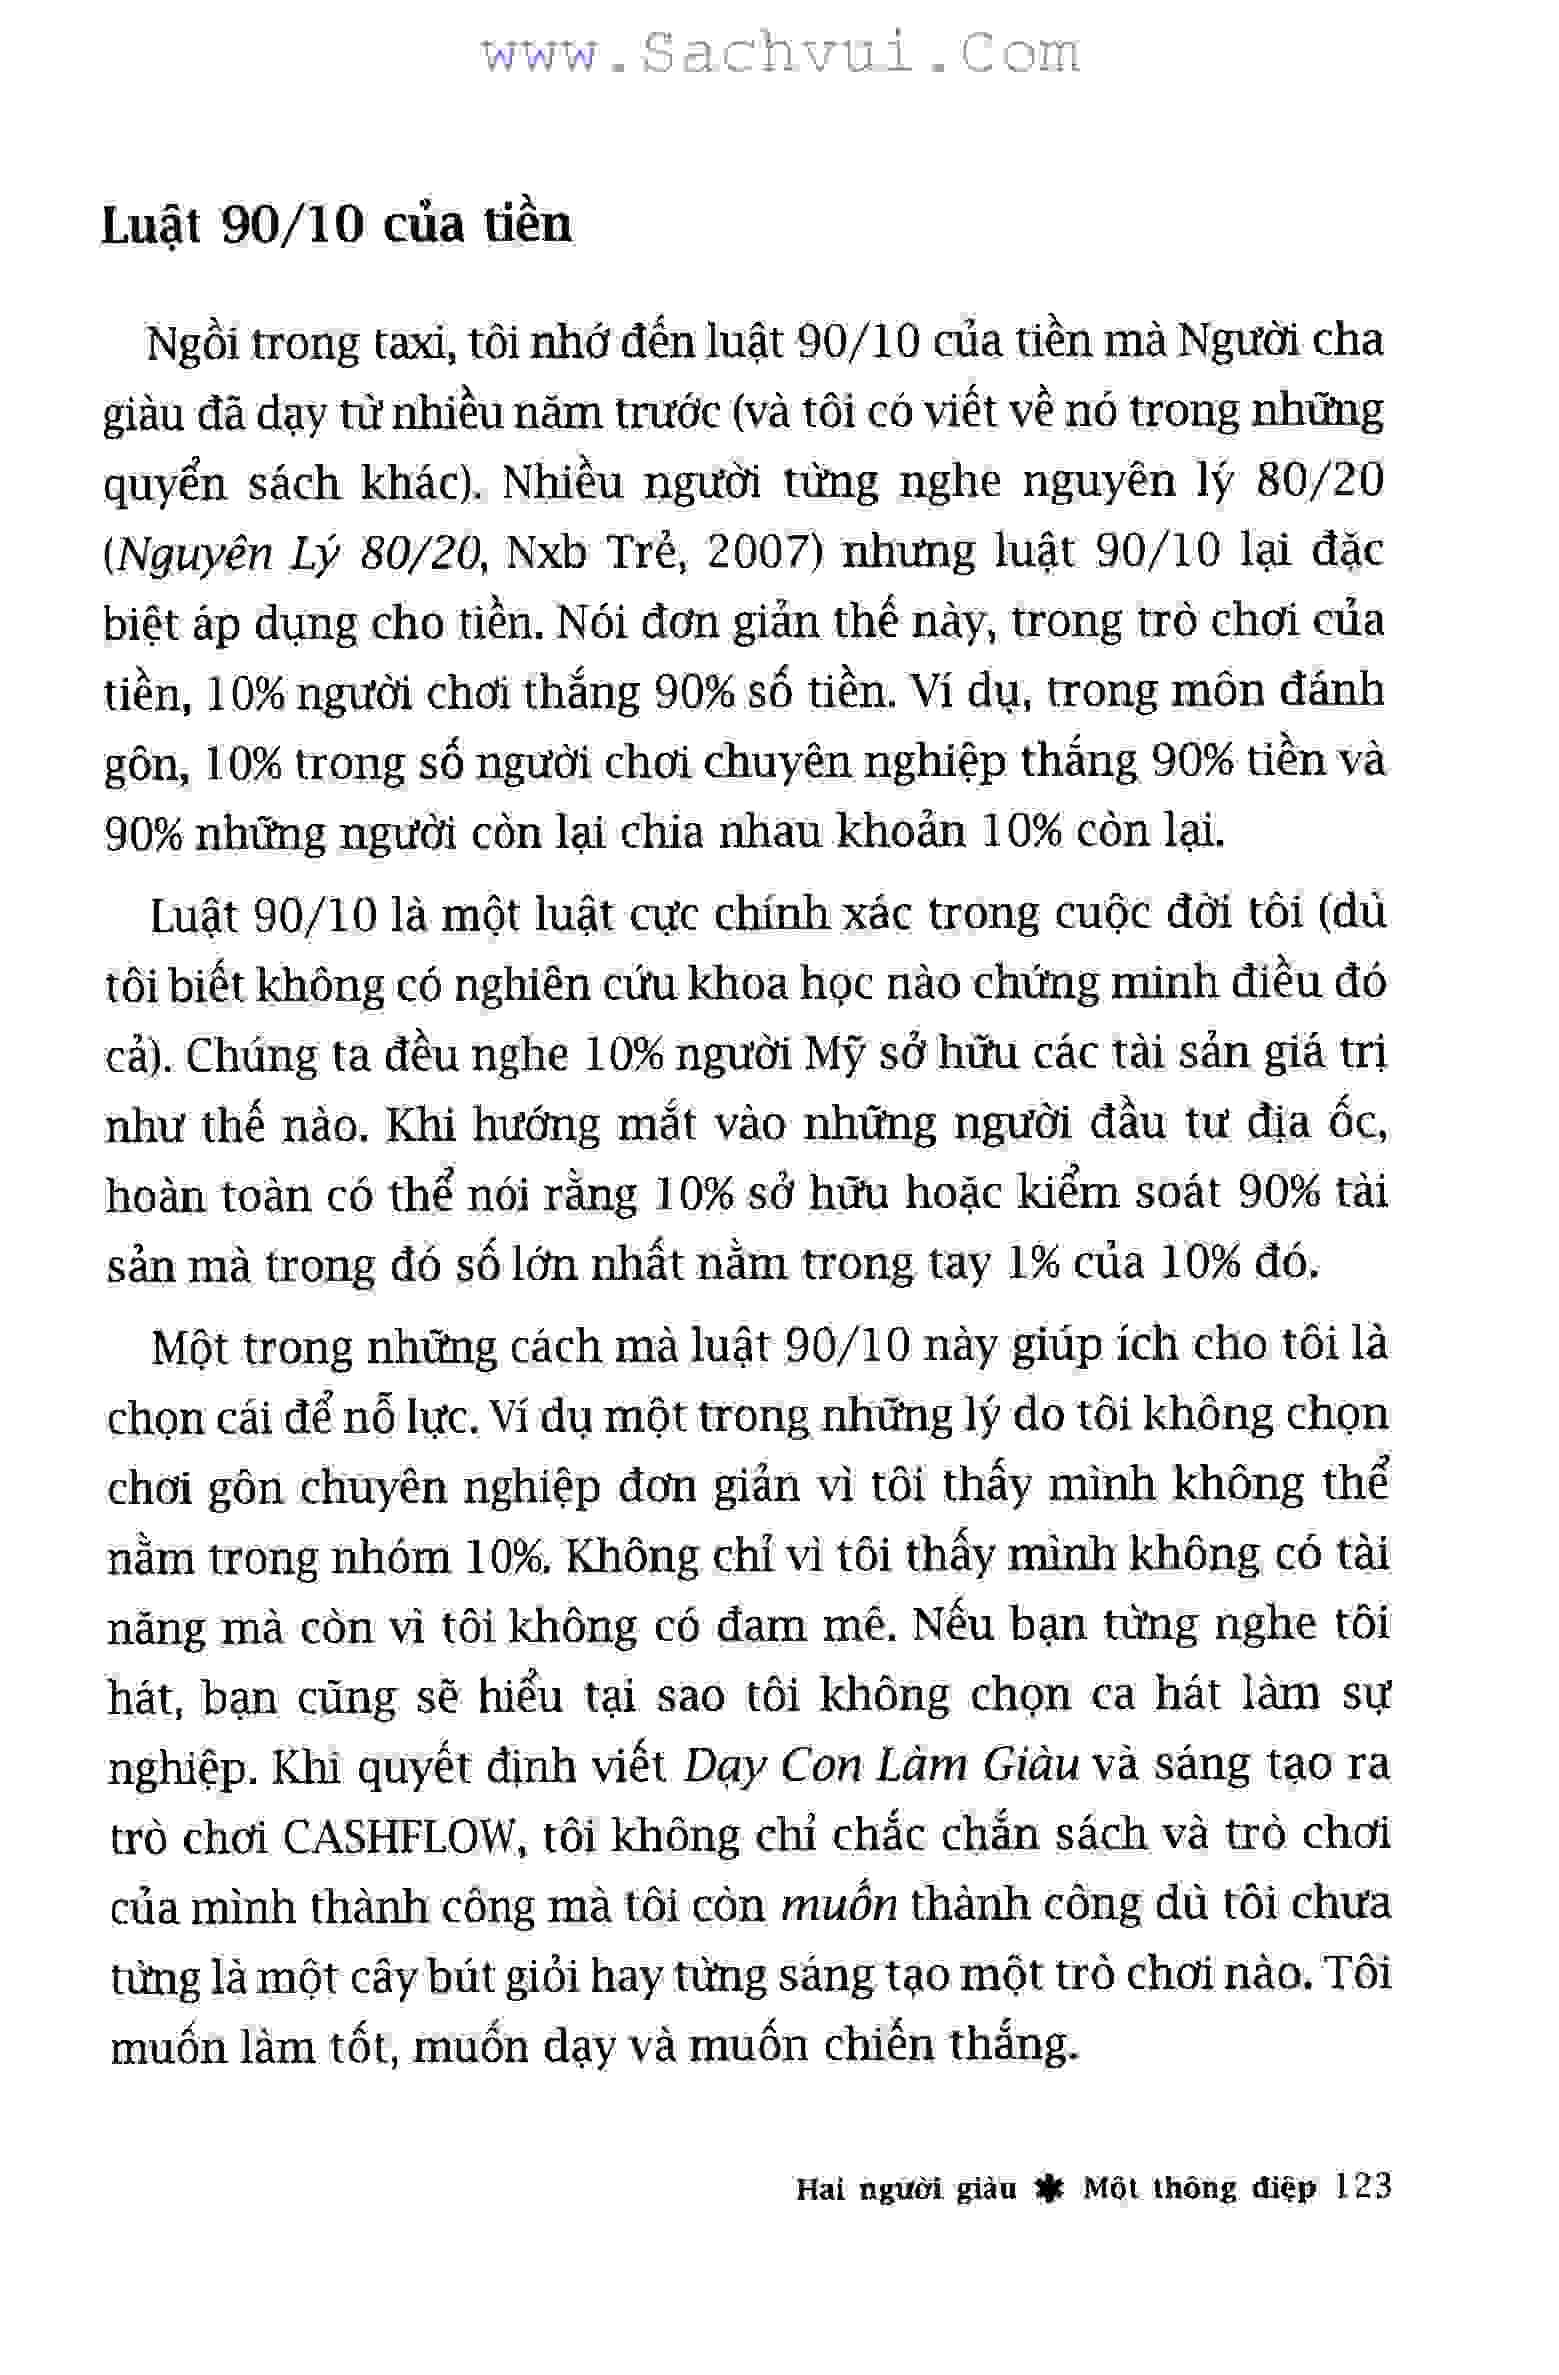 www.Sachvui.Com
Luật 90/10 của tiền
Ngồi trong taxi, tôi nhớ đến luật 90/10 của tiền mà Người cha
giàu đã dạy từ nhiều năm trước (và tôi có viết về nó trong những
quyển sách khác). Nhiều người từng nghe nguyên lý 80/20
(Nguyên Lý 80/20, Nxb Trẻ, 2007) nhưng luật 90/10 lại đặc
biệt áp dụng cho tiền. Nói đơn giản thế này, trong trò chơi của
tiền, 10% người chơi thắng 90% số tiền. Ví dụ, trong môn đánh
gôn, 10% trong số người chơi chuyên nghiệp thắng 90% tiền và
90% những người còn lại chia nhau khoản 10% còn lại.
Luật 90/10 là một luật cực chính xác trong cuộc đời tôi (dù
tôi biết không có nghiên cứu khoa học nào chứng minh điều đó
cả). Chúng ta đều nghe 10% người Mỹ sở hữu các tài sản giá trị
như thế nào. Khi hướng mắt vào những người đầu tư địa ốc,
hoàn toàn có thể nói rằng 10% sở hữu hoặc kiểm soát 90% tài
sản mà trong đó số lớn nhất nằm trong tay 1% của 10% đó.
Một trong những cách mà luật 90/10 này giúp ích cho tôi là
chọn cái để nỗ lực. Ví dụ một trong những lý do tôi không chọn
chơi gôn chuyên nghiệp đơn giản vì tôi thấy mình không thể
nằm trong nhóm 10%. Không chỉ vì tôi thấy mình không có tài
năng mà còn vì tôi không có đam mê. Nếu bạn từng nghe tôi
hát, bạn cũng sẽ hiểu tại sao tôi không chọn ca hát làm sự
nghiệp. Khi quyết định viết Dạy Con Làm Giàu và sáng tạo ra
trò chơi CASHFLOW, tôi không chỉ chắc chắn sách và trò chơi
của mình thành công mà tôi còn muốn thành công dù tôi chưa
từng là một cây bút giỏi hay từng sáng tạo một trò chơi nào. Tôi
muốn làm tốt, muốn dạy và muốn chiến thắng.
Hai người giàu ✱ Một thông điệp 123